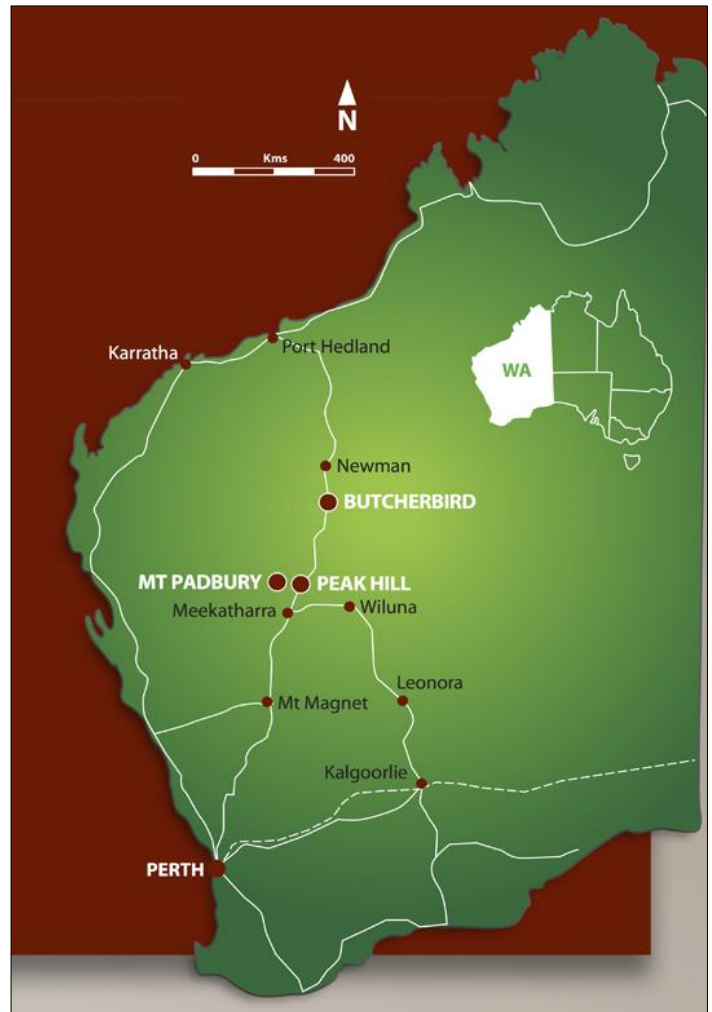 N
0 Kms 400
Karratha
Port Hedland
WA
Newman
BUTCHERBIRD
MT PADBURY
PEAK HILL
Meekatharra
Wiluna
Mt Magnet
Leonora
Kalgoorlie
PERTH